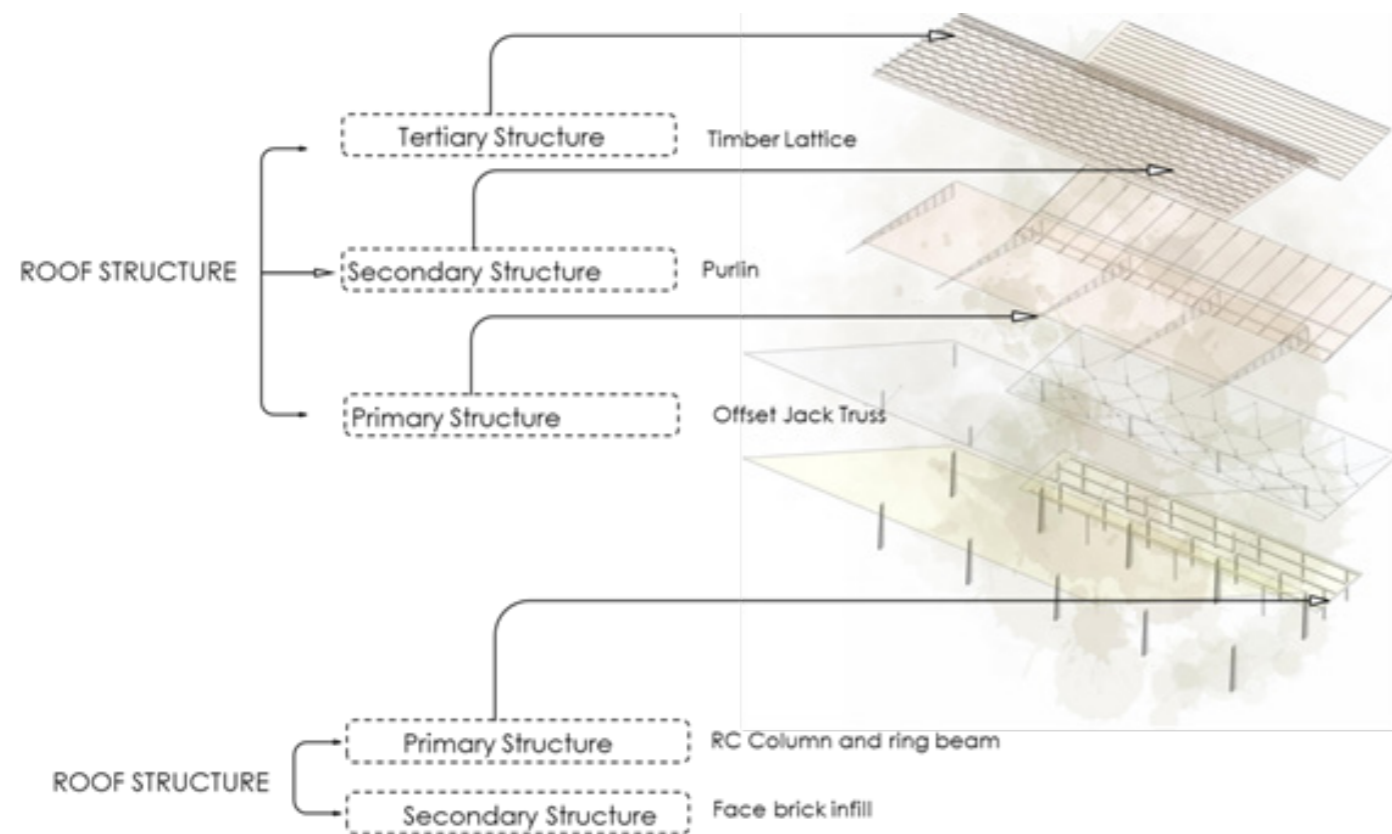 Tertiary Structure
Timber Lattice
ROOF STRUCTURE
Secondary Structure
Purlin
Primary Structure
Offset Jack Truss
Primary Structure
RC Column and ring beam
ROOF STRUCTURE
Secondary Structure
Face brick infill